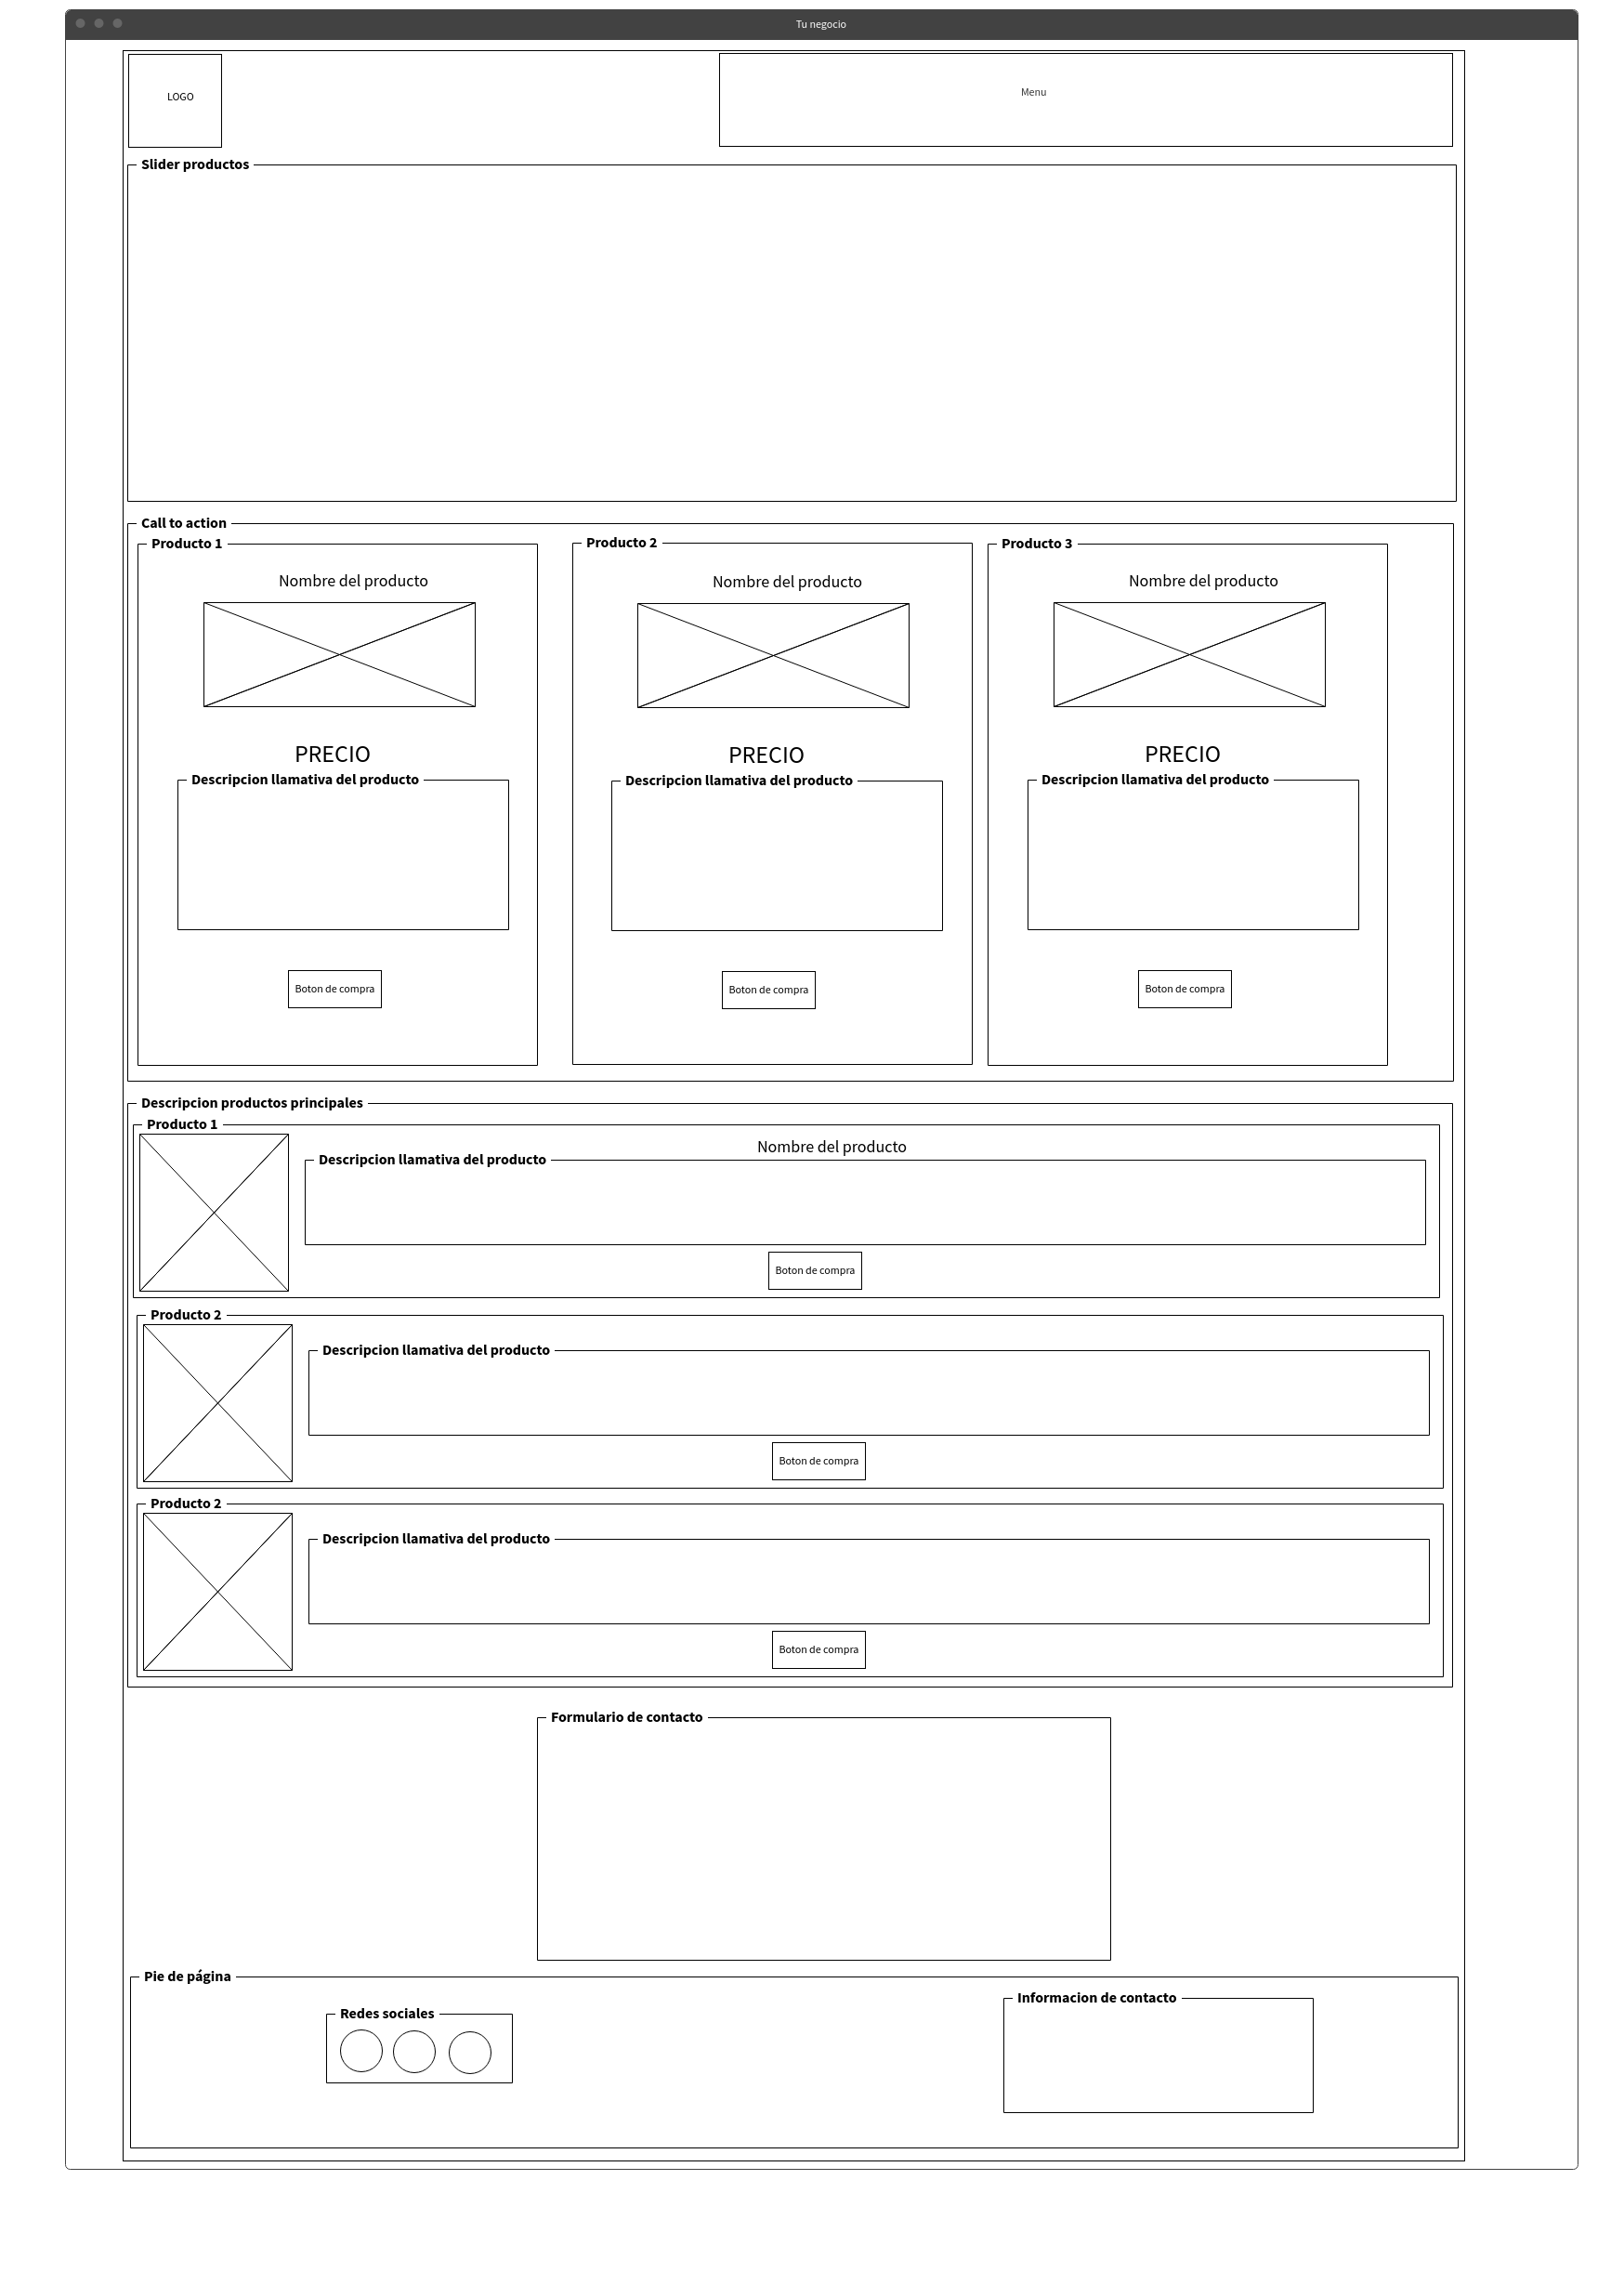 Tu negocio
LOGO
Menu
Slider productos
Call to action
Producto 1
Nombre del producto
PRECIO
Descripcion llamativa del producto
Boton de compra
Producto 2
Nombre del producto
PRECIO
Descripcion llamativa del producto
Boton de compra
Producto 3
Nombre del producto
PRECIO
Descripcion llamativa del producto
Boton de compra
Descripcion productos principales
Producto 1
Nombre del producto
Descripcion llamativa del producto
Boton de compra
Producto 2
Descripcion llamativa del producto
Boton de compra
Producto 2
Descripcion llamativa del producto
Boton de compra
Formulario de contacto
Pie de página
Redes sociales
Informacion de contacto